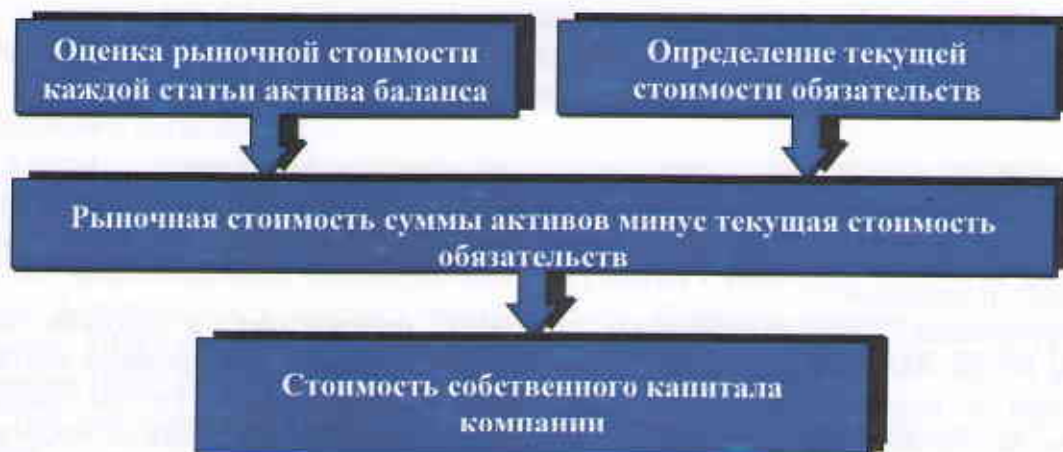 Оценка рыночной стоимости
каждой статьи актива баланса
Определение текущей
стоимости обязательств
Рыночная стоимость суммы активов минус текущая стоимость
обязательств
Стоимость собственного капитала
компании